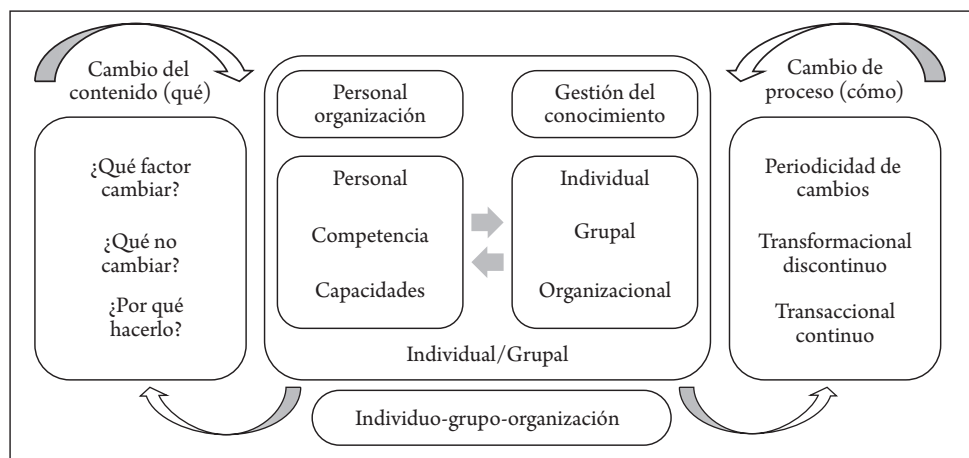 Cambio del
contenido (qué)
¿Qué factor
cambiar?
¿Qué no
cambiar?
¿Por qué
hacerlo?
Personal
organización
Gestión del
conocimiento
Personal
Competencia
Capacidades
Individual
Grupal
Organizacional
Individual/Grupal
Individuo-grupo-organización
Cambio de
proceso (cómo)
Periodicidad de
cambios
Transformacional
discontinuo
Transaccional
continuo